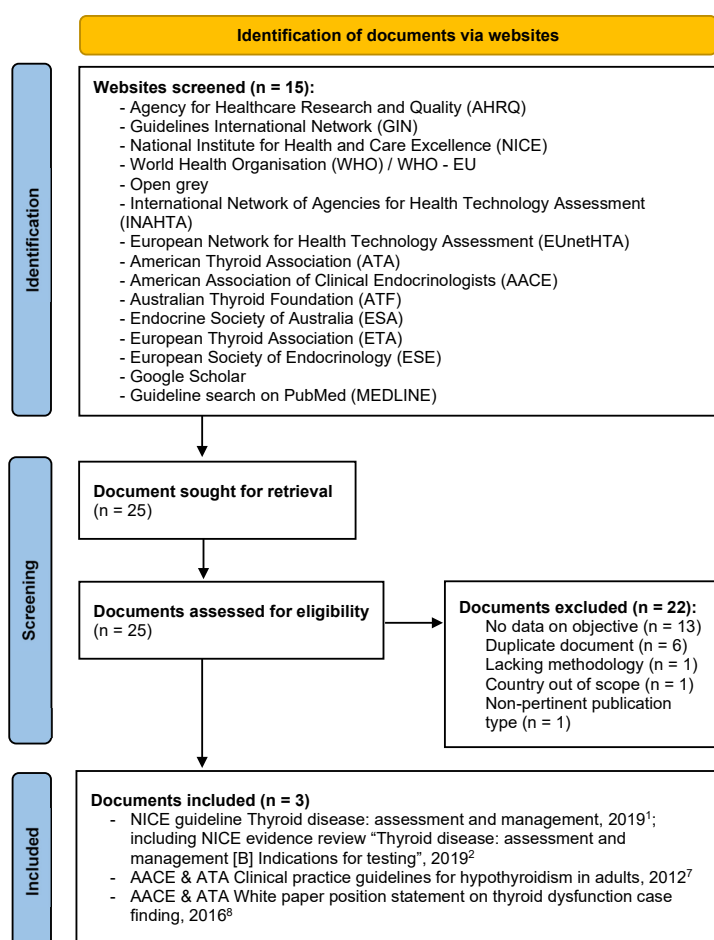 Identification of documents via websites
Identification
Websites screened (n = 15):
- Agency for Healthcare Research and Quality (AHRQ)
- Guidelines International Network (GIN)
- National Institute for Health and Care Excellence (NICE)
- World Health Organisation (WHO) / WHO - EU
- Open grey
- International Network of Agencies for Health Technology Assessment
(INAHTA)
- European Network for Health Technology Assessment (EUnetHTA)
- American Thyroid Association (ATA)
- American Association of Clinical Endocrinologists (AACE)
- Australian Thyroid Foundation (ATF)
- Endocrine Society of Australia (ESA)
- European Thyroid Association (ETA)
- European Society of Endocrinology (ESE)
- Google Scholar
- Guideline search on PubMed (MEDLINE)
Screening
Document sought for retrieval
(n = 25)
Documents assessed for eligibility
(n = 25)
Documents excluded (n = 22):
No data on objective (n = 13)
Duplicate document (n = 6)
Lacking methodology (n = 1)
Country out of scope (n = 1)
Non-pertinent publication
type (n = 1)
Included
Documents included (n = 3)
- NICE guideline Thyroid disease: assessment and management, 2019¹;
including NICE evidence review “Thyroid disease: assessment and
management [B] Indications for testing”, 2019²
- AACE & ATA Clinical practice guidelines for hypothyroidism in adults, 2012⁷
- AACE & ATA White paper position statement on thyroid dysfunction case
finding, 2016⁸